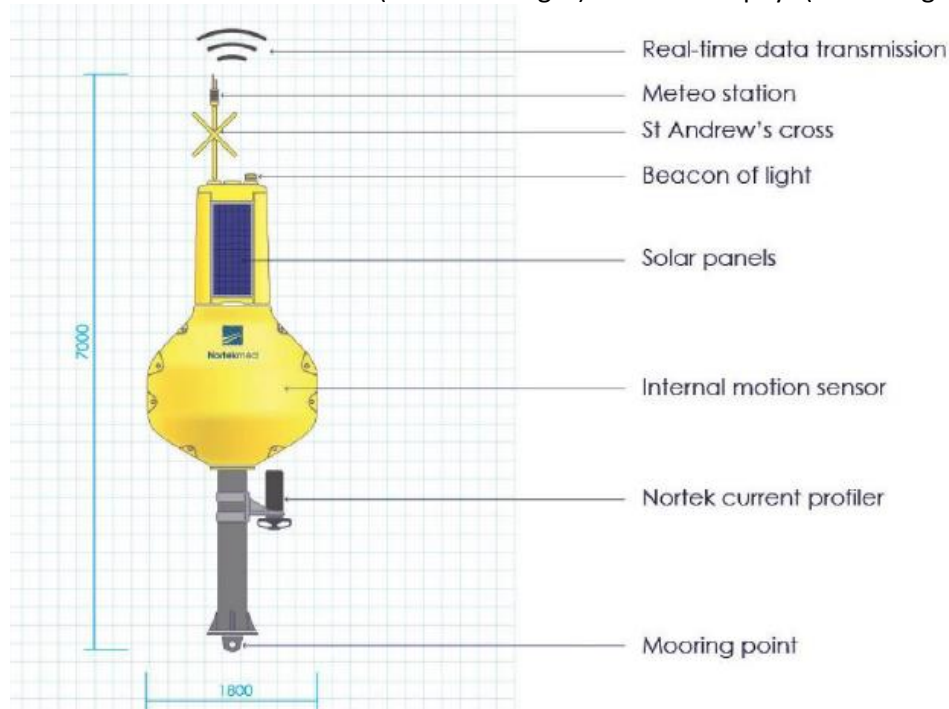 Real-time data transmission
Meteo station
St Andrew's cross
Beacon of light
Solar panels
7000
Nortekmed
Internal motion sensor
Nortek current profiler
Mooring point
1800